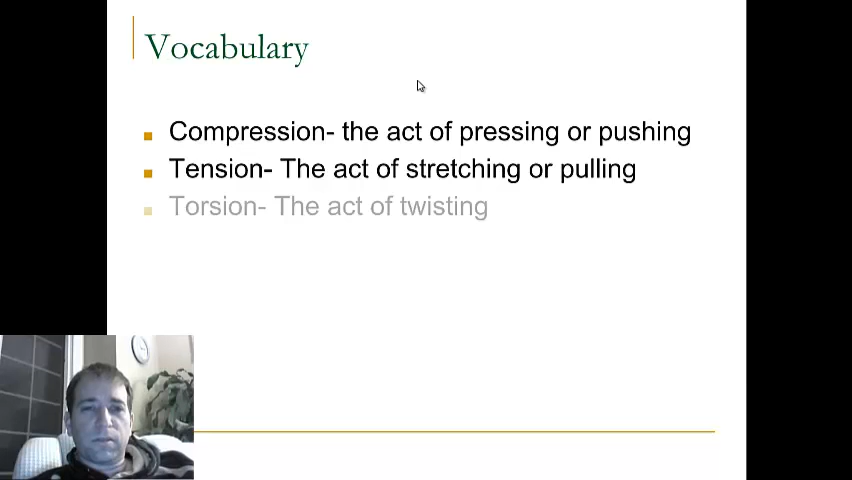 Vocabulary
Compression- the act of pressing or pushing
Tension- The act of stretching or pulling
Torsion- The act of twisting